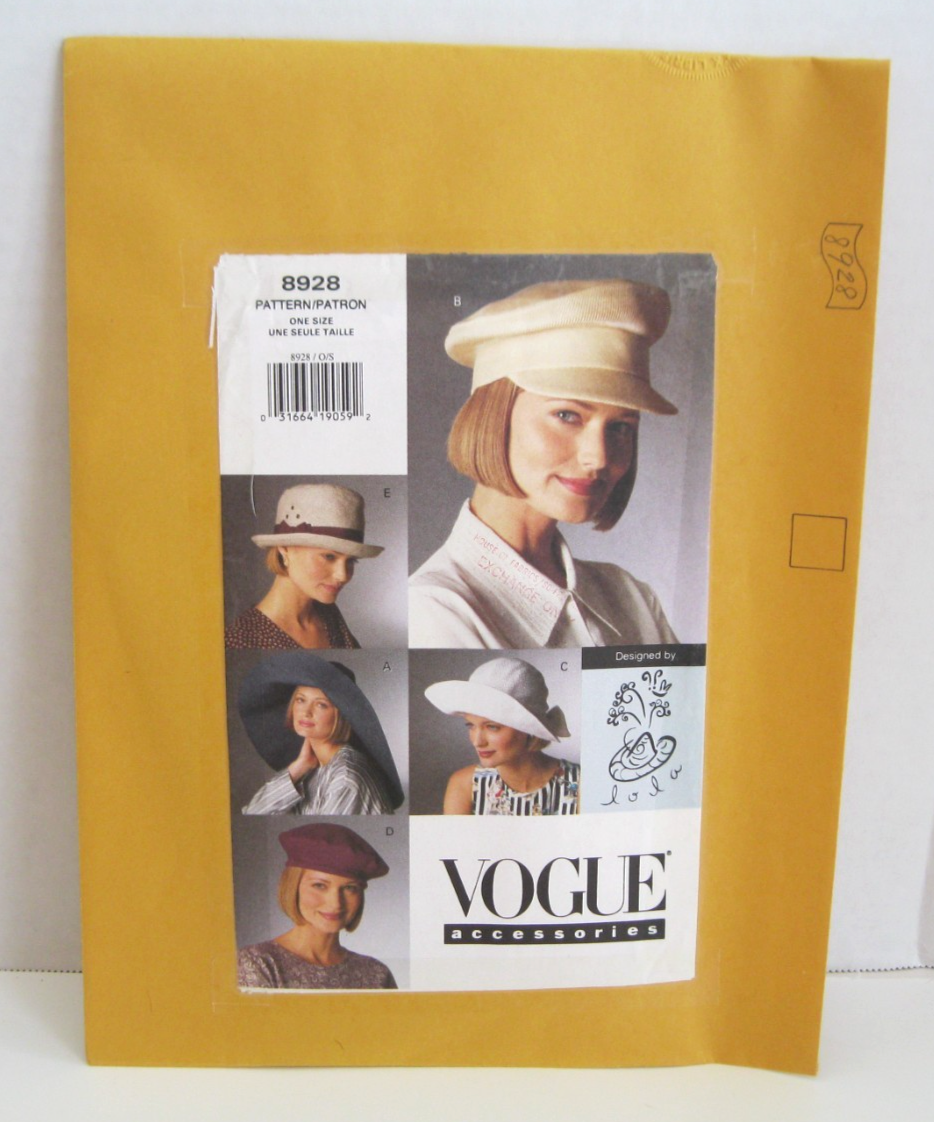 8928
8928
PATTERN/PATRON
ONE SIZE
UNE SEULE TAILLE
8928 / O/S
0 31664 19059 2
B
E
EXCHANGE
A
C
Designed by
lola
D
VOGUE
accessories